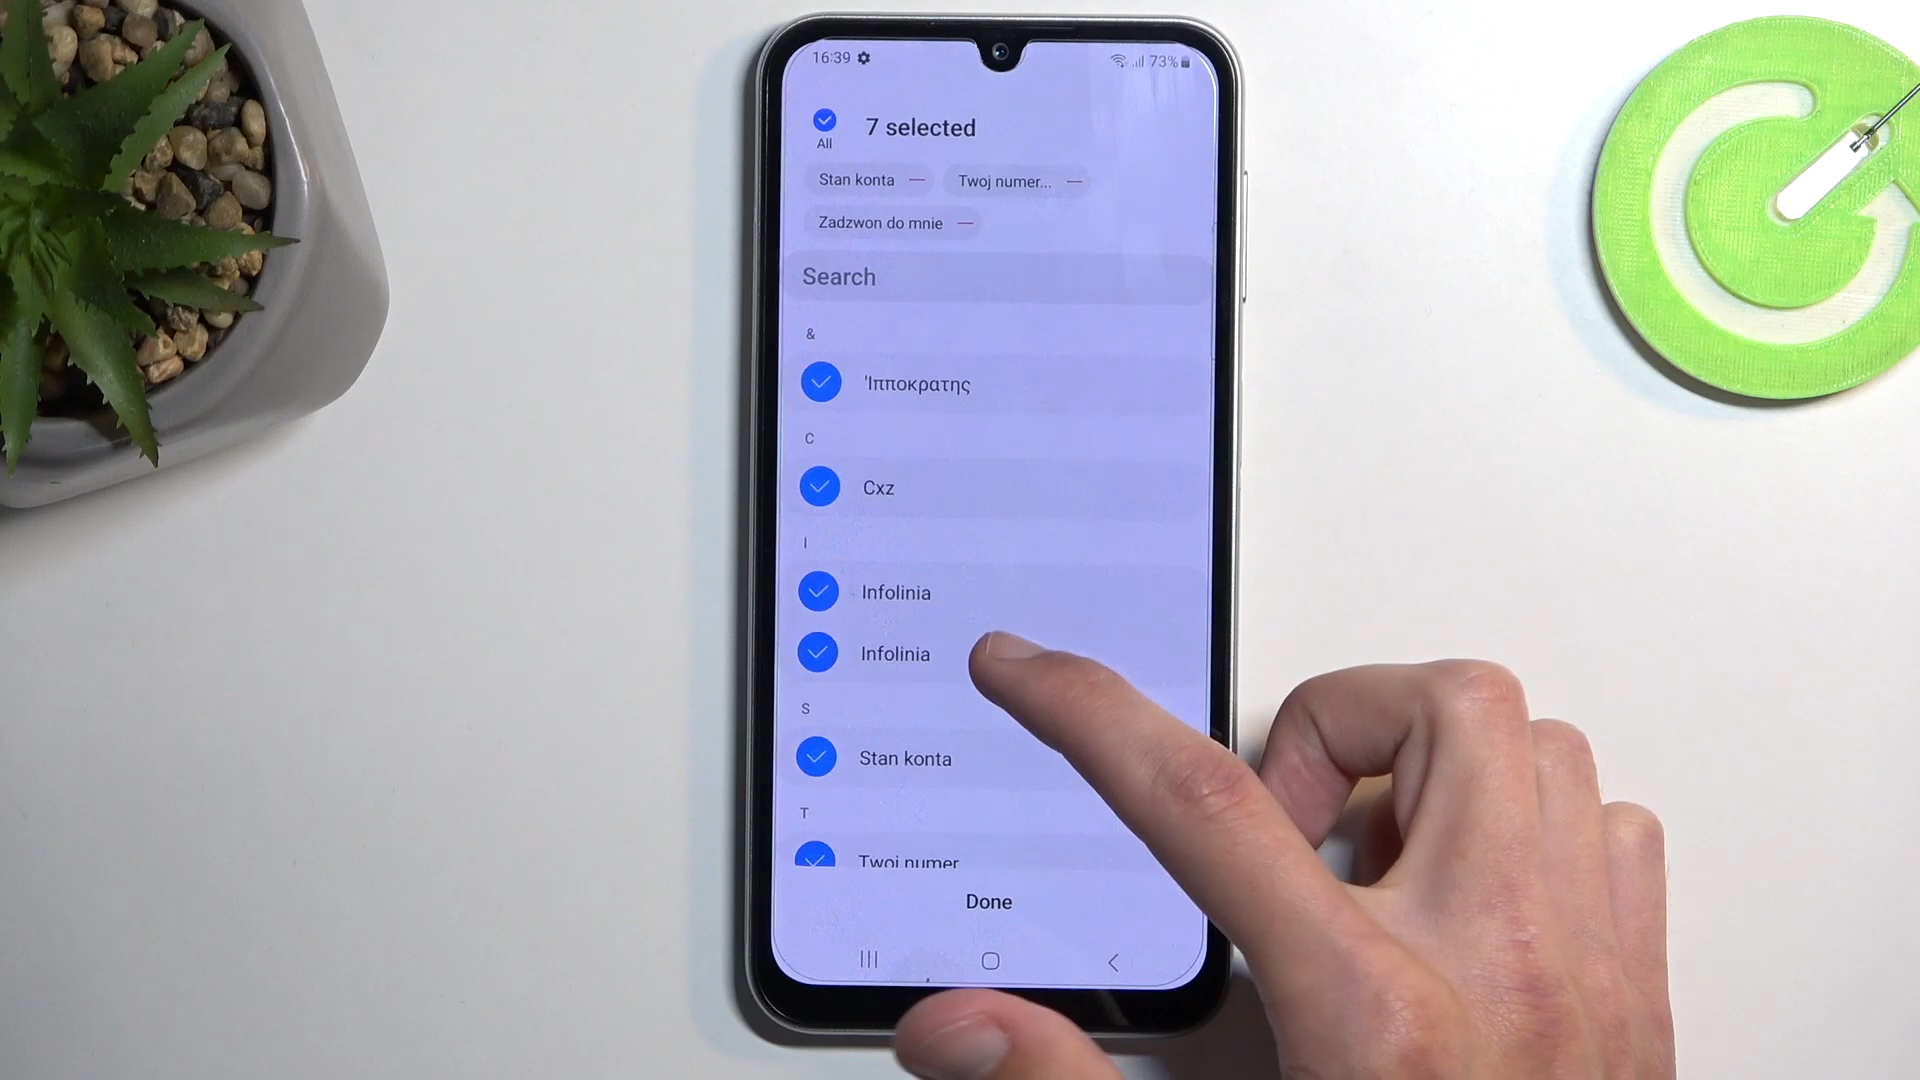 16:39 73%
7 selected
All
Stan konta Twoj numer...
Zadzwon do mnie
Search
&
'Ιπποκρατης
C
Cxz
I
Infolinia
Infolinia
S
Stan konta
T
Twoj numer
Done